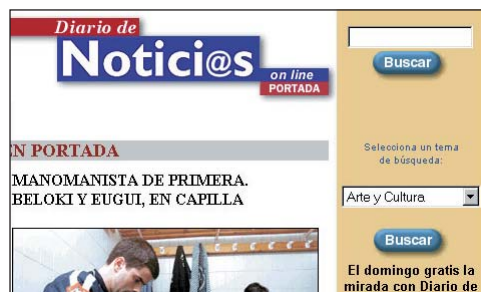 Diario de
Notici@s
on line
PORTADA
EN PORTADA
MANOMANISTA DE PRIMERA.
BELOKI Y EUGUI, EN CAPILLA
Buscar
Selecciona un tema
de búsqueda:
Arte y Cultura
Buscar
El domingo gratis la
mirada con Diario de